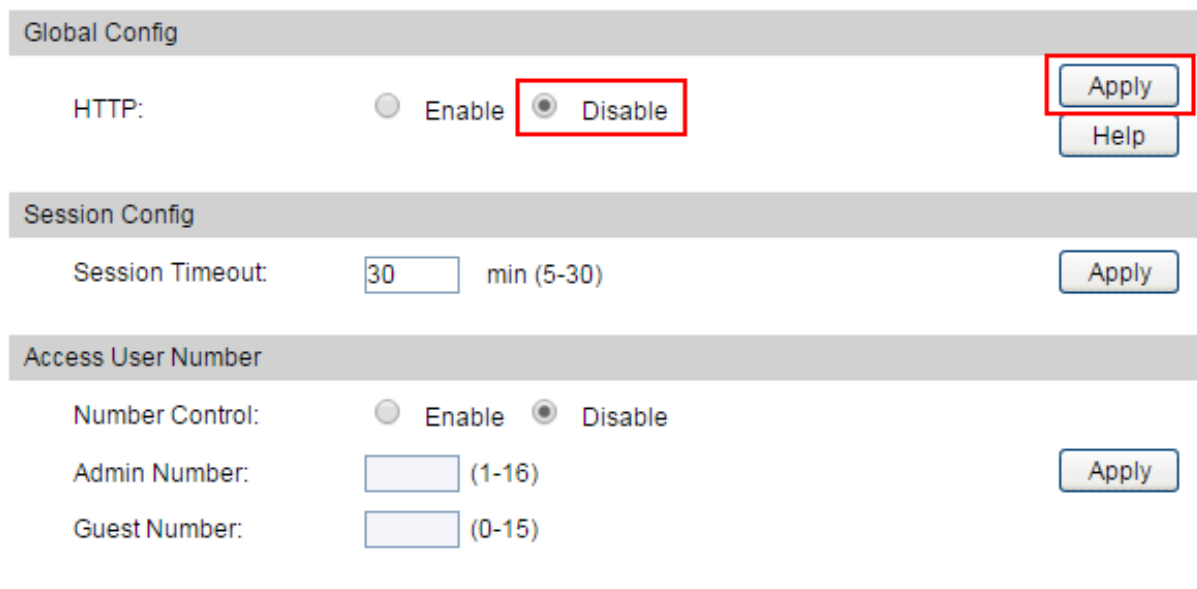 Global Config
HTTP: Enable Disable Apply
Help
Session Config
Session Timeout: 30 min (5-30) Apply
Access User Number
Number Control: Enable Disable
Admin Number: (1-16) Apply
Guest Number: (0-15)